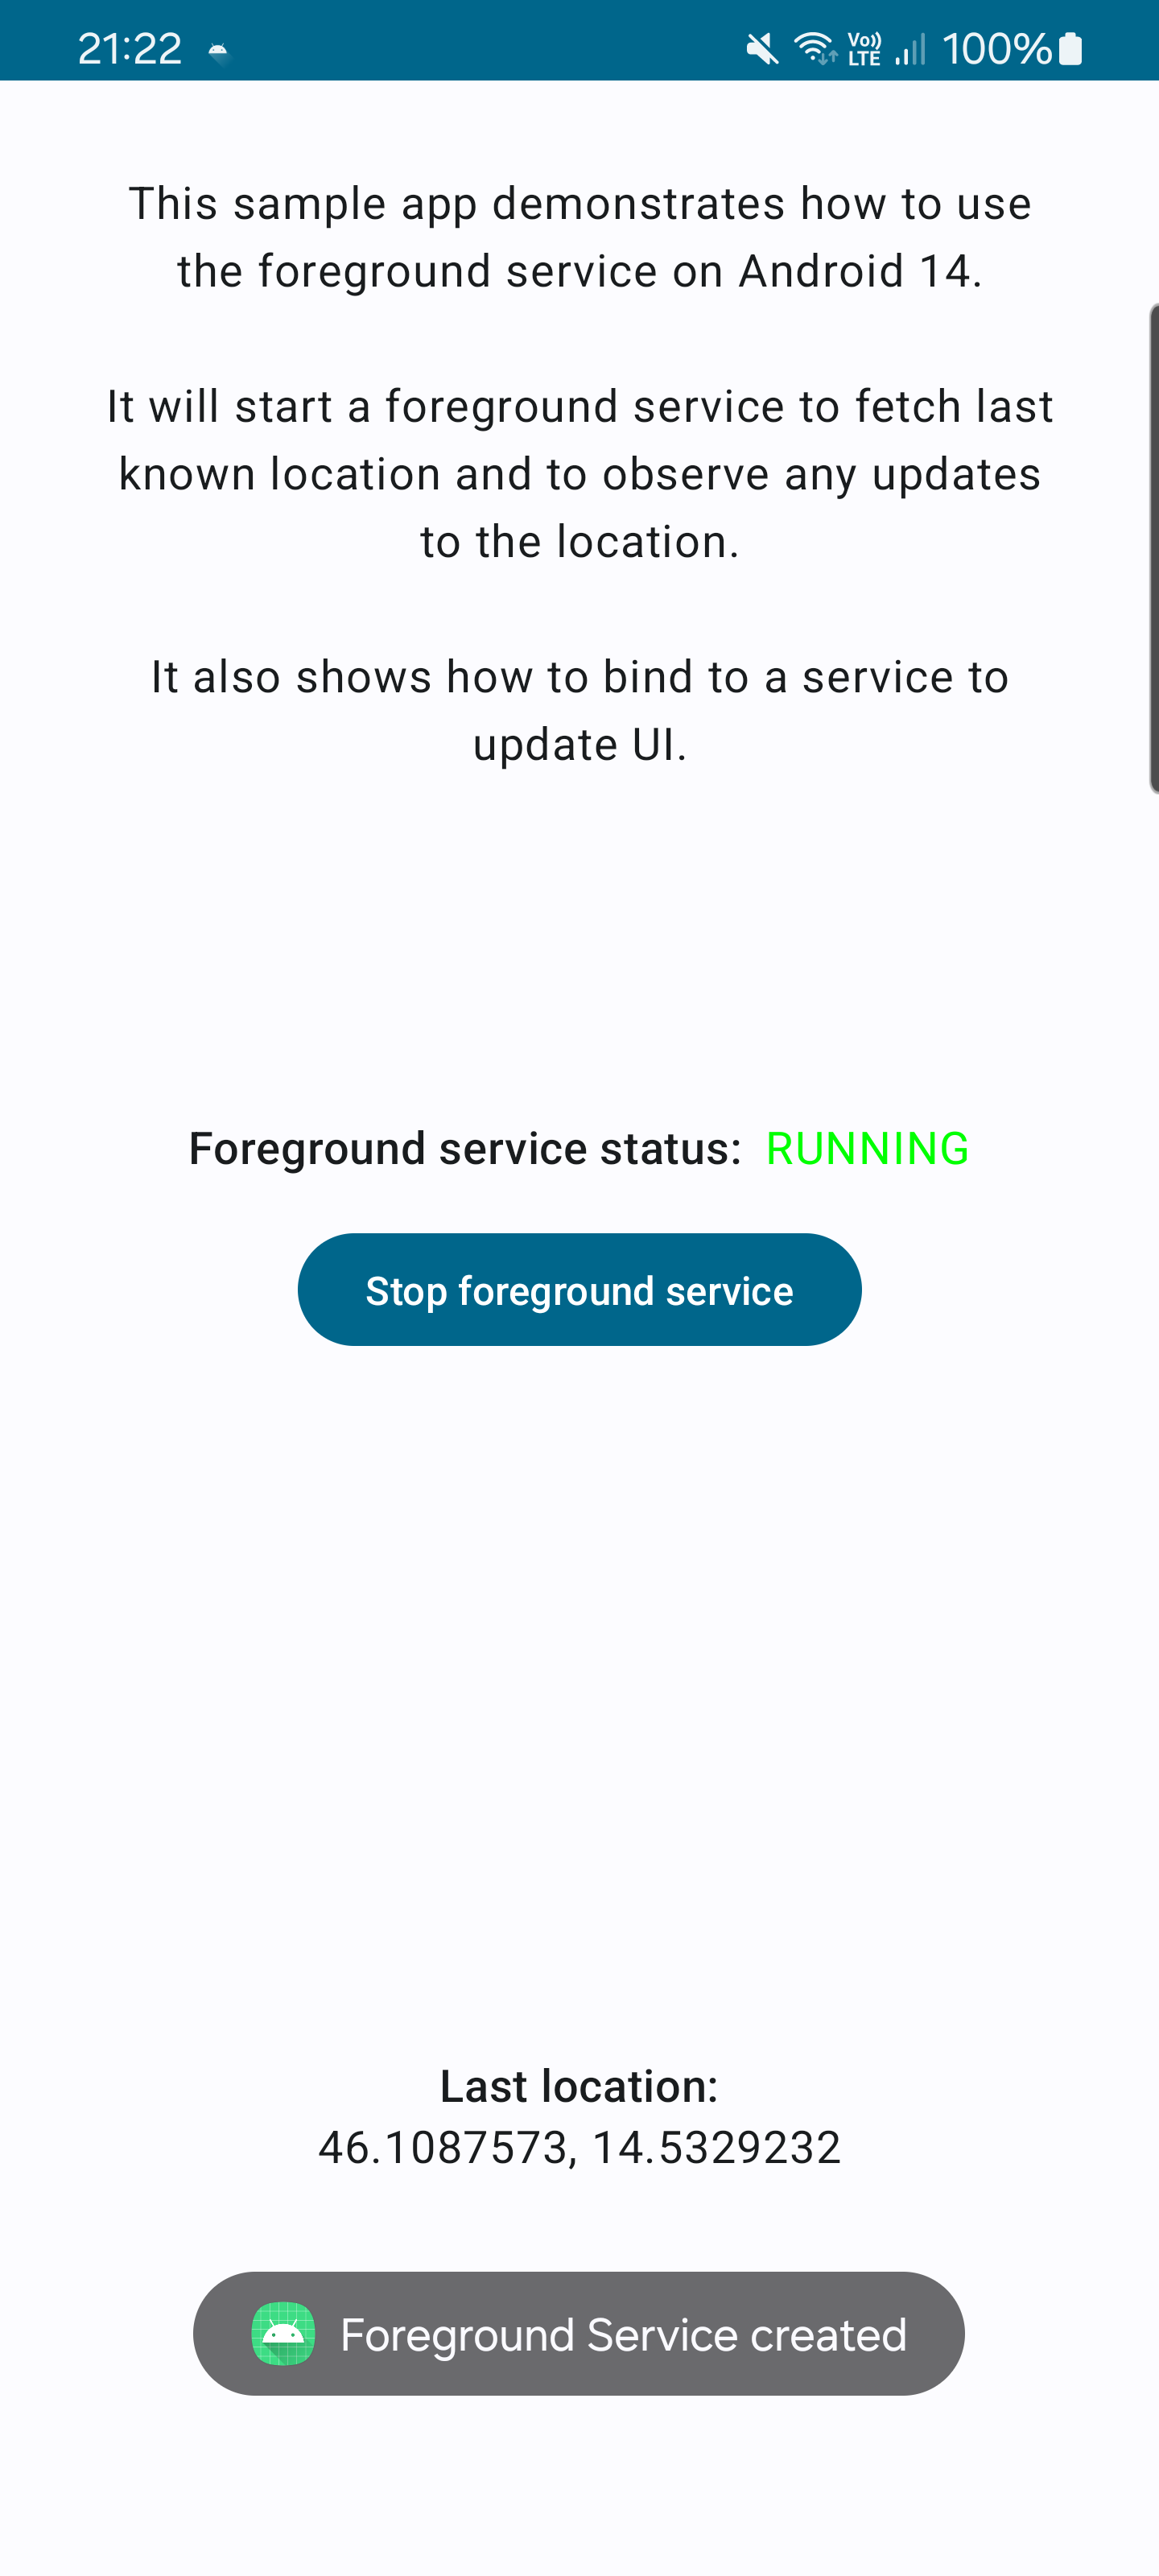 21:22
Vo)) LTE
100%
This sample app demonstrates how to use
the foreground service on Android 14.
It will start a foreground service to fetch last
known location and to observe any updates
to the location.
It also shows how to bind to a service to
update UI.
Foreground service status: RUNNING
Stop foreground service
Last location:
46.1087573, 14.5329232
Foreground Service created